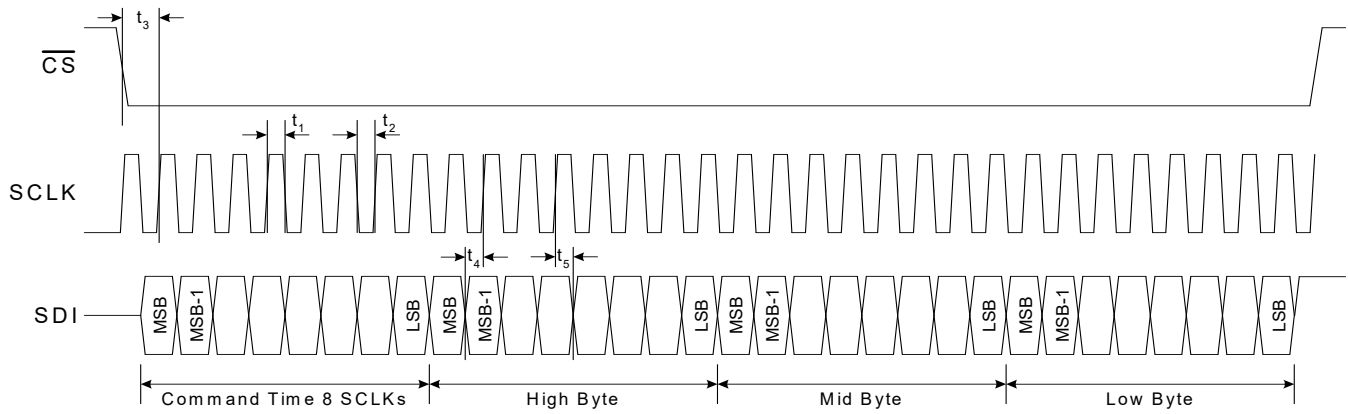 t3
CS
t1
t2
SCLK
t4
t5
SDI
MSB
MSB-1
LSB
MSB
MSB-1
LSB
MSB
MSB-1
LSB
MSB
MSB-1
LSB
Command Time 8 SCLKs
High Byte
Mid Byte
Low Byte